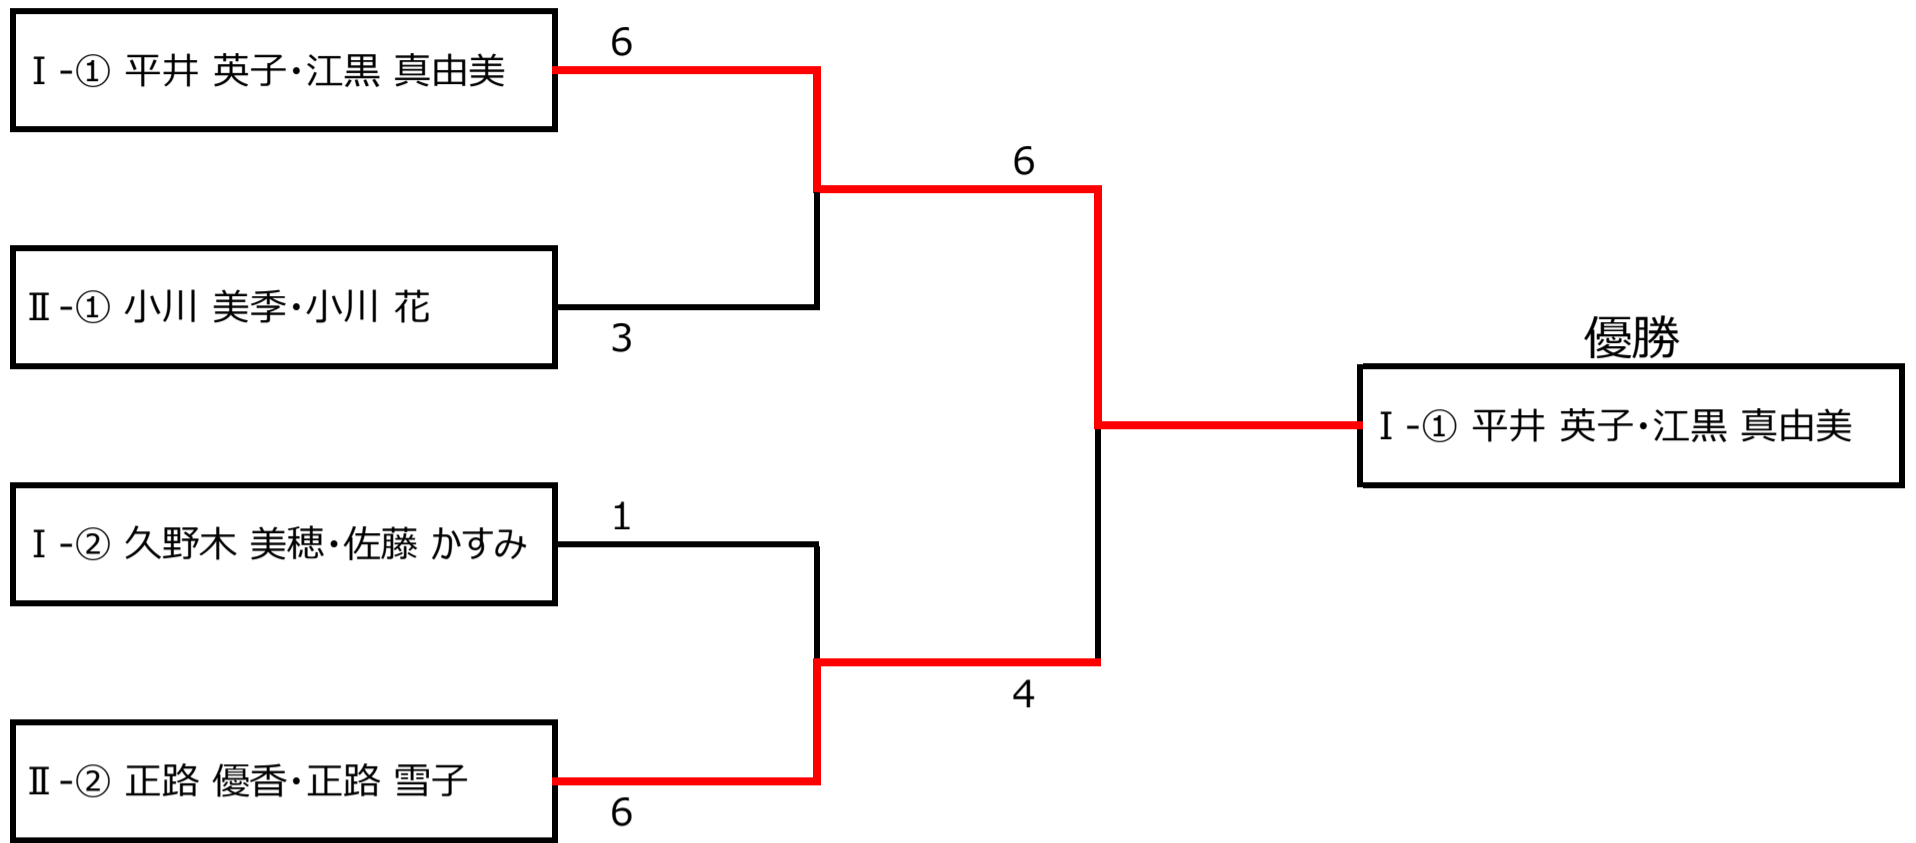 Ⅰ-① 平井 英子・江黒 真由美
6
Ⅱ-① 小川 美季・小川 花
3
6
Ⅰ-② 久野木 美穂・佐藤 かすみ
1
Ⅱ-② 正路 優香・正路 雪子
6
4
優勝
Ⅰ-① 平井 英子・江黒 真由美